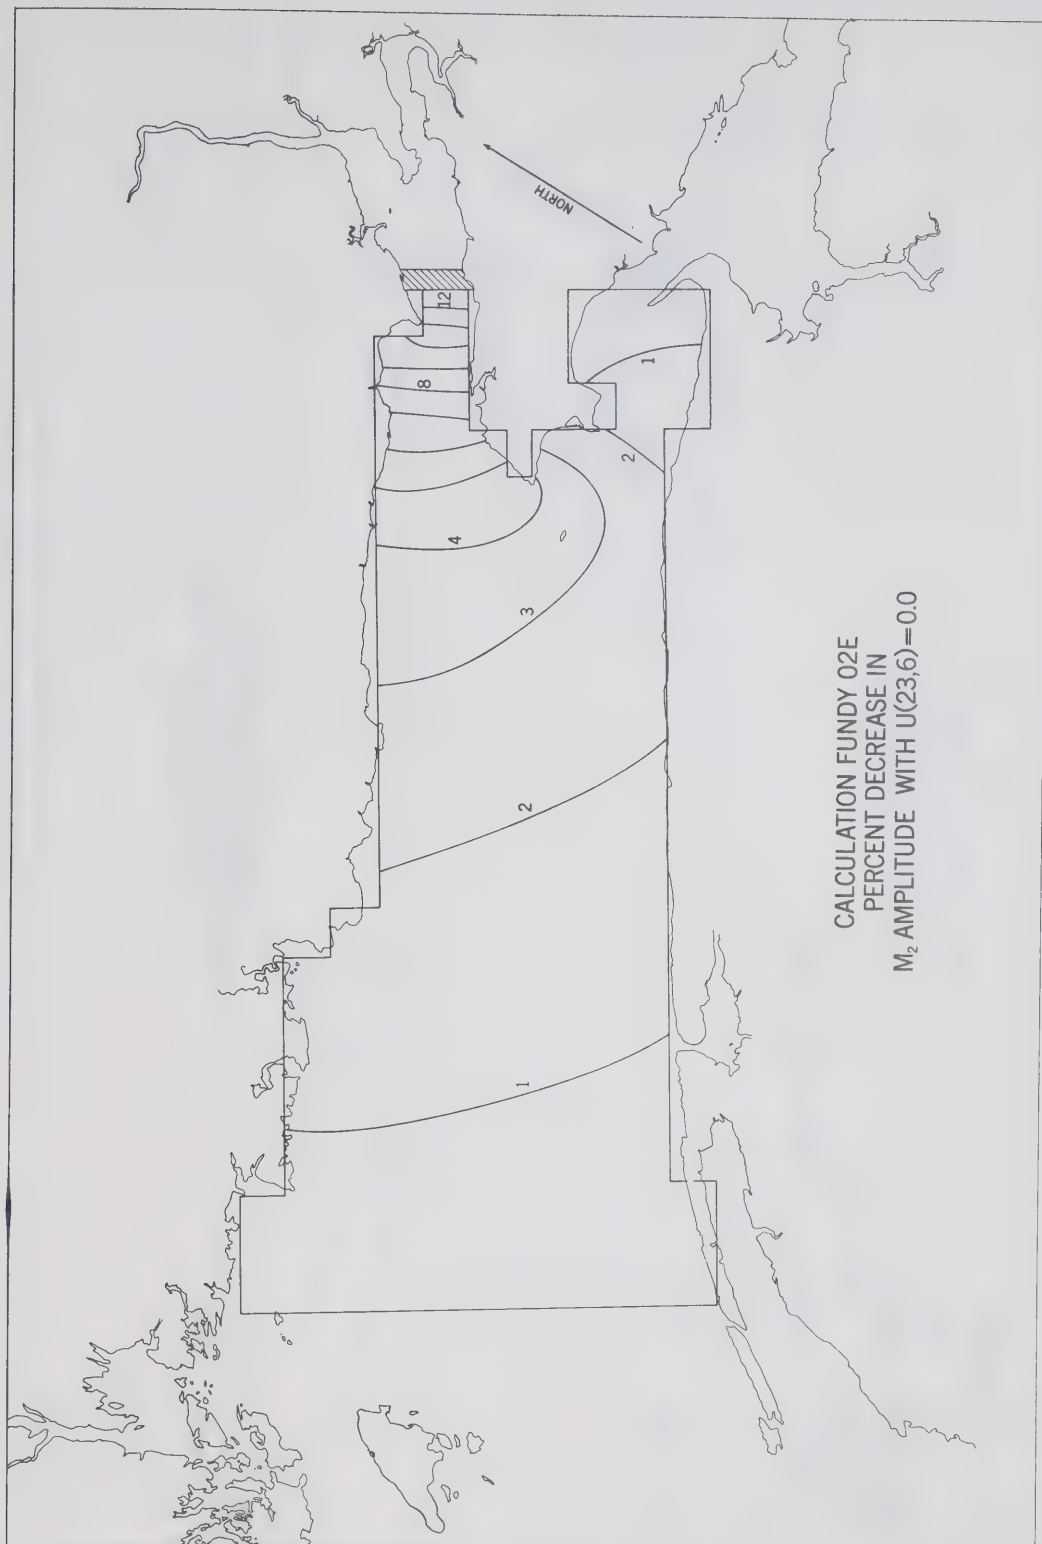 NORTH
12
8
4
3
2
1
2
1
CALCULATION FUNDY 02E
PERCENT DECREASE IN
M₂ AMPLITUDE WITH U(23,6)=0.0